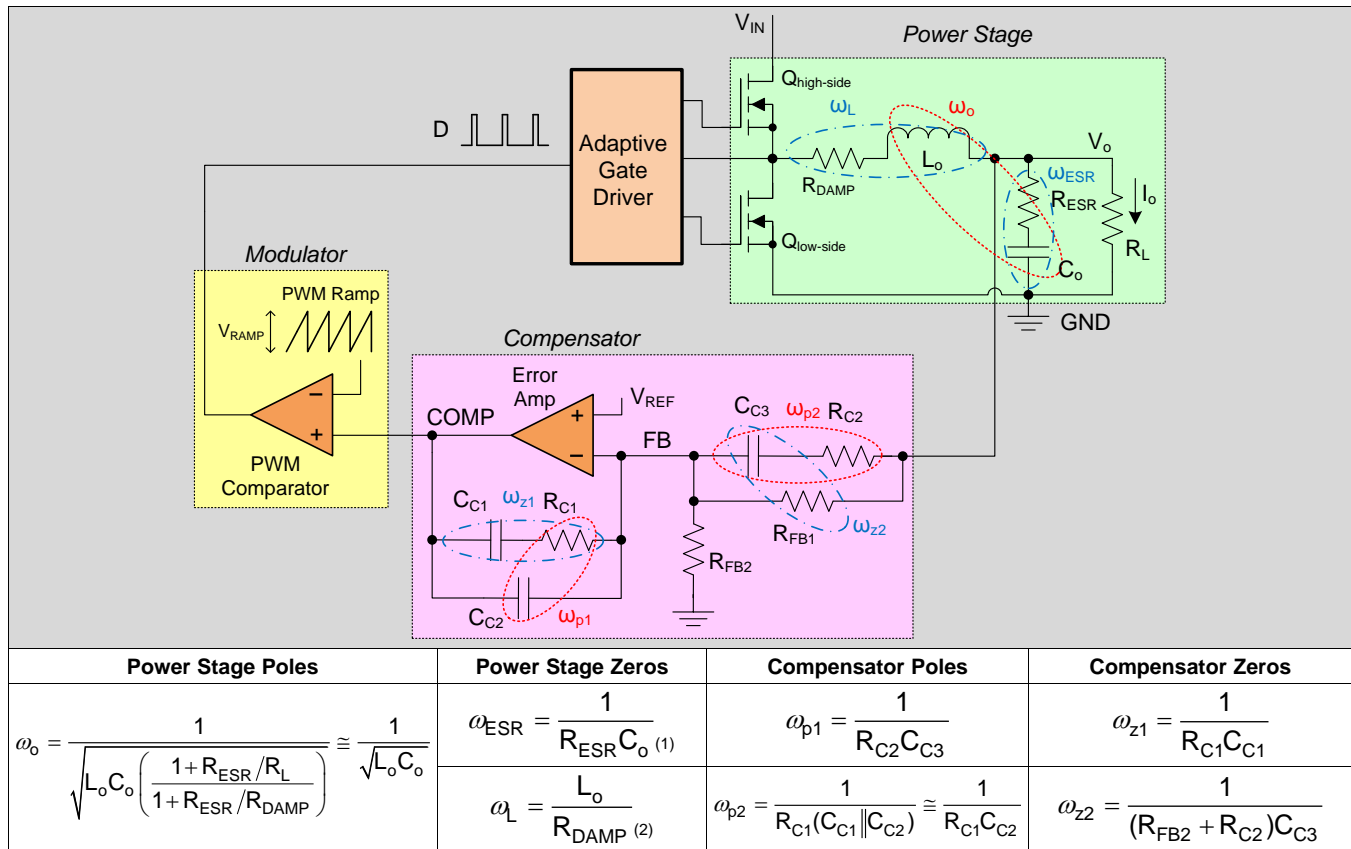 V_IN
Power Stage
Q_high-side
ω_L
ω_o
D
Adaptive
Gate
Driver
L_o
V_o
R_DAMP
ω_ESR
R_ESR
I_o
Q_low-side
R_L
C_o
GND
Modulator
PWM Ramp
V_RAMP
−
+
PWM
Comparator
Compensator
Error
Amp
V_REF
COMP
+
−
FB
C_C3
ω_p2
R_C2
R_FB1
ω_z2
C_C1
ω_z1
R_C1
R_FB2
C_C2
ω_p1
Power Stage Poles
Power Stage Zeros
Compensator Poles
Compensator Zeros
ω_o = 1 / √(L_o C_o ((1 + R_ESR/R_L) / (1 + R_ESR/R_DAMP))) ≅ 1 / √(L_o C_o)
ω_ESR = 1 / (R_ESR C_o) (1)
ω_p1 = 1 / (R_C2 C_C3)
ω_z1 = 1 / (R_C1 C_C1)
ω_L = L_o / R_DAMP (2)
ω_p2 = 1 / (R_C1 (C_C1 || C_C2)) ≅ 1 / (R_C1 C_C2)
ω_z2 = 1 / ((R_FB2 + R_C2) C_C3)